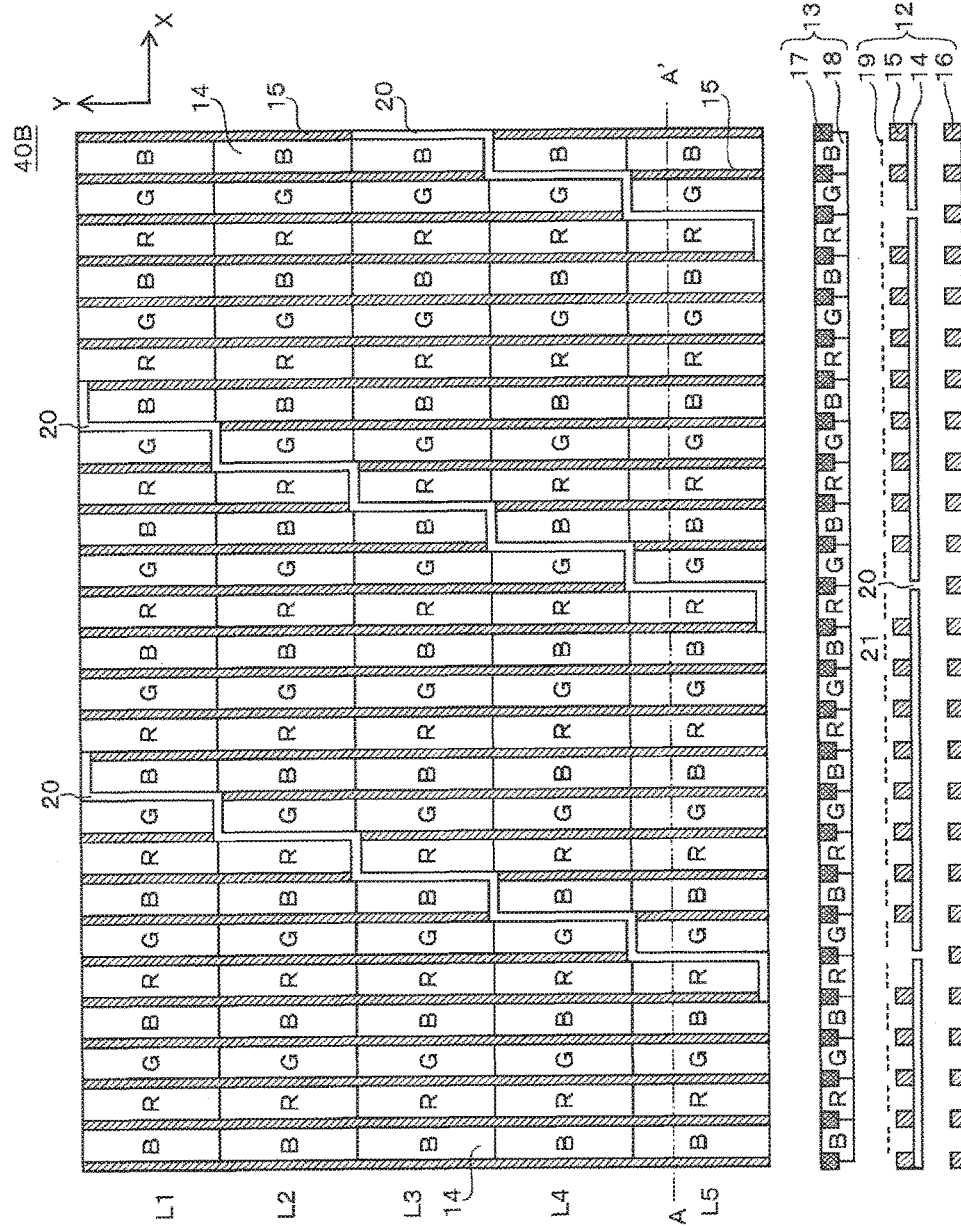 40B
Y
X
20
20
14
15
20
L1 B R G B R G B R G B R G B R G B R G B R G B R G B
L2 B R G B R G B R G B R G B R G B R G B R G B R G B
L3 B R G B R G B R G B R G B R G B R G B R G B R G B
14
L4 B R G B R G B R G B R G B R G B R G B R G B R G B
A A'
L5 B R G B R G B R G B R G B R G B R G B R G B R G B
15
17
B R G B R G B R G B R G B R G B R G B R G B R G B 18
13
21 20
19
15
14
12
16